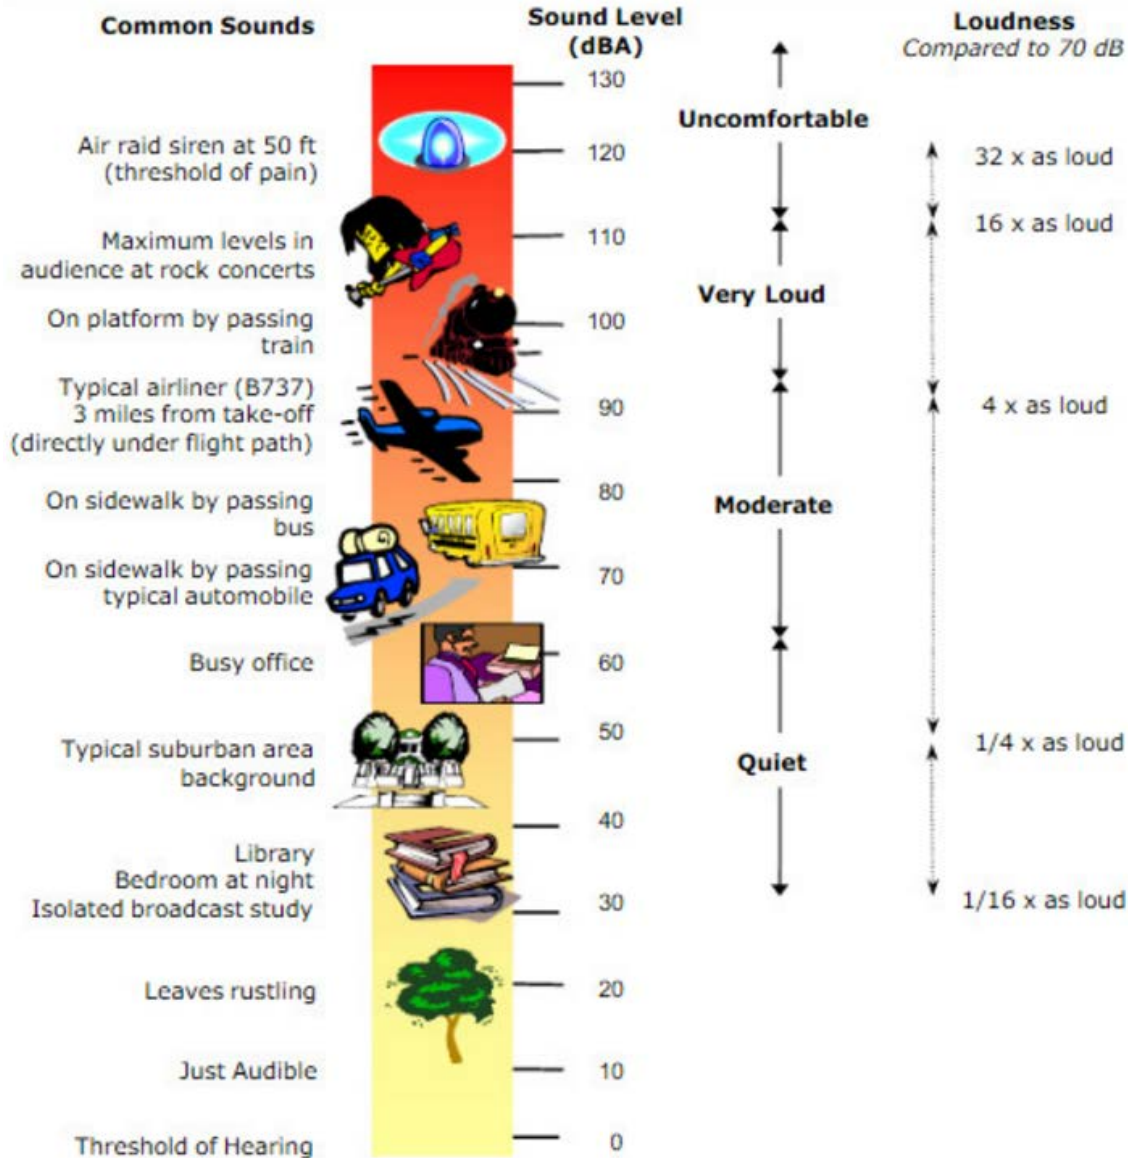 Common Sounds
Sound Level
(dBA)
Loudness
Compared to 70 dB
130
Uncomfortable
Air raid siren at 50 ft
(threshold of pain)
120
32 x as loud
16 x as loud
Maximum levels in
audience at rock concerts
110
Very Loud
On platform by passing
train
100
Typical airliner (B737)
3 miles from take-off
(directly under flight path)
90
4 x as loud
On sidewalk by passing
bus
80
Moderate
On sidewalk by passing
typical automobile
70
Busy office
60
Typical suburban area
background
50
1/4 x as loud
Quiet
40
Library
Bedroom at night
Isolated broadcast study
30
1/16 x as loud
Leaves rustling
20
Just Audible
10
Threshold of Hearing
0